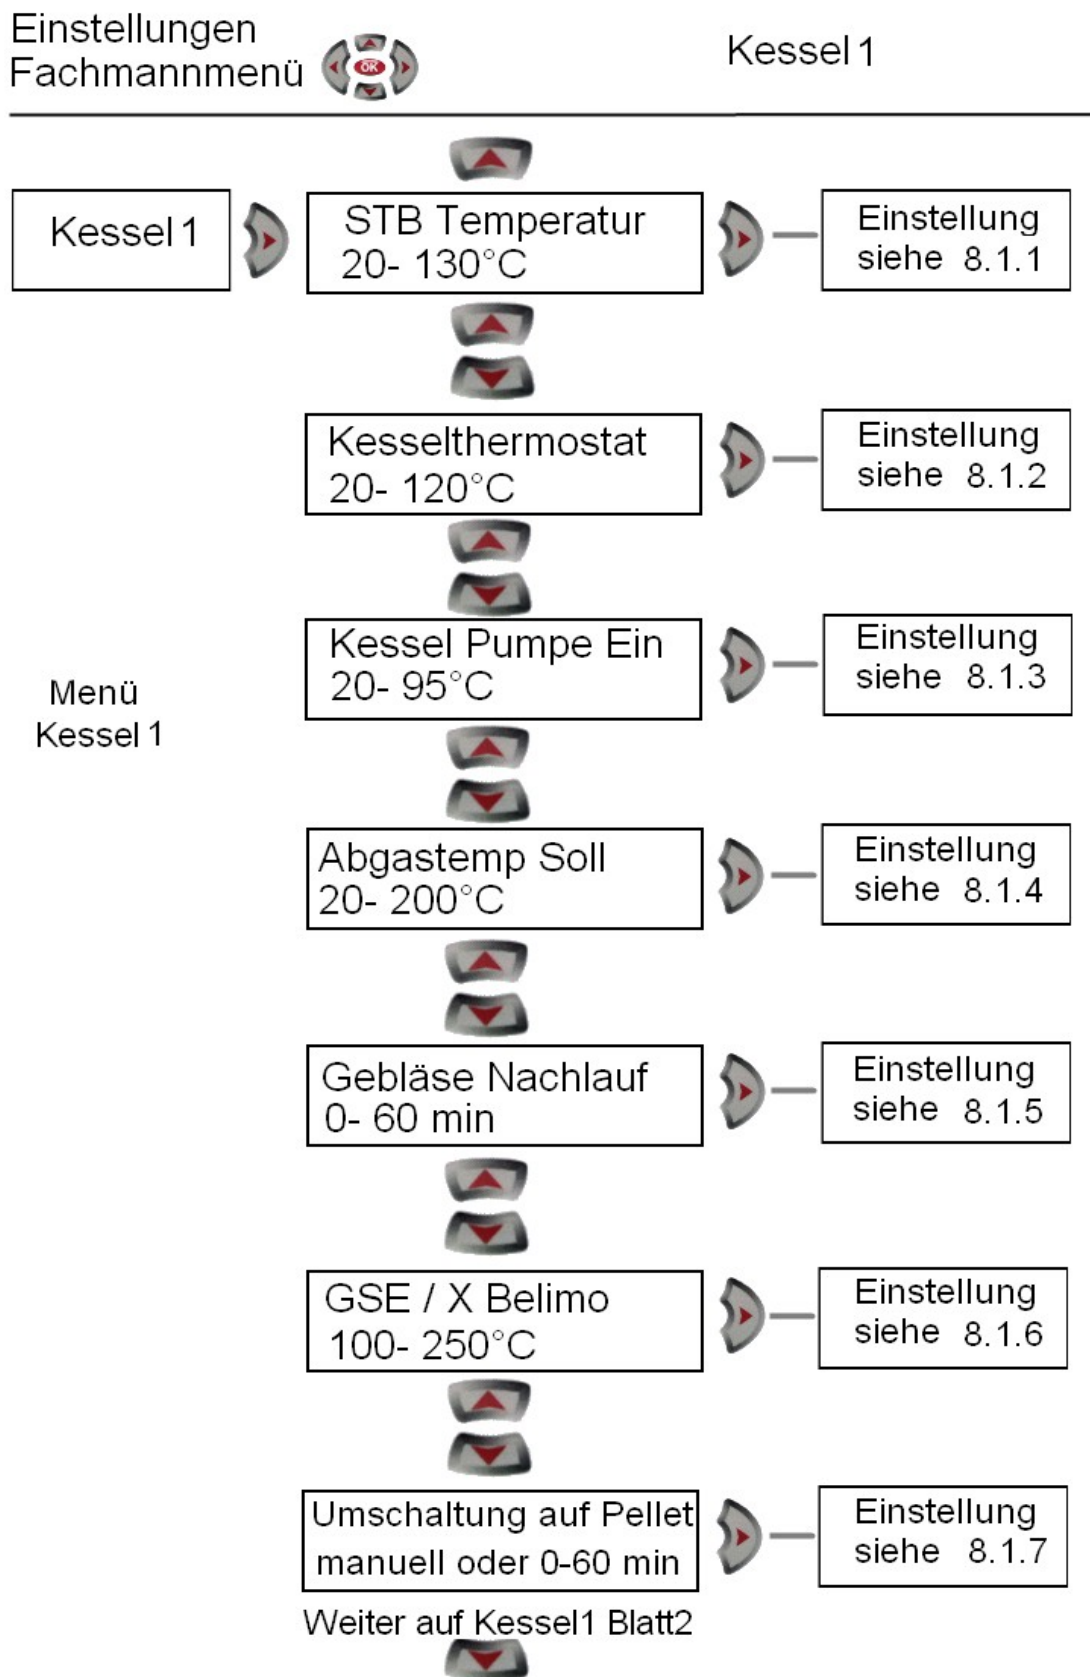 Einstellungen
Fachmannmenü
OK
Kessel 1
Kessel 1
STB Temperatur
20- 130°C
Einstellung
siehe 8.1.1
Kesselthermostat
20- 120°C
Einstellung
siehe 8.1.2
Kessel Pumpe Ein
20- 95°C
Einstellung
siehe 8.1.3
Menü
Kessel 1
Abgastemp Soll
20- 200°C
Einstellung
siehe 8.1.4
Gebläse Nachlauf
0- 60 min
Einstellung
siehe 8.1.5
GSE / X Belimo
100- 250°C
Einstellung
siehe 8.1.6
Umschaltung auf Pellet
manuell oder 0-60 min
Einstellung
siehe 8.1.7
Weiter auf Kessel1 Blatt2